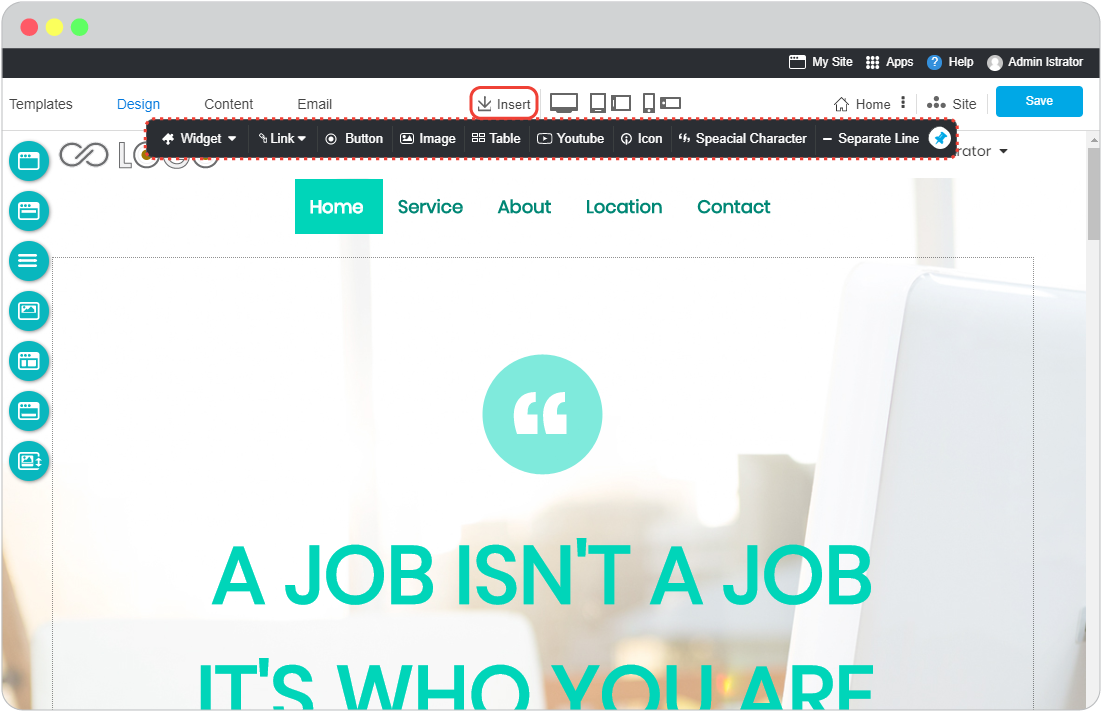 My Site Apps ? Help Admin Istrator
Templates Design Content Email Insert Home Site Save
Widget Link Button Image Table Youtube Icon Speacial Character Separate Line
Home Service About Location Contact
A JOB ISN'T A JOB
IT'S WHO YOU ARE